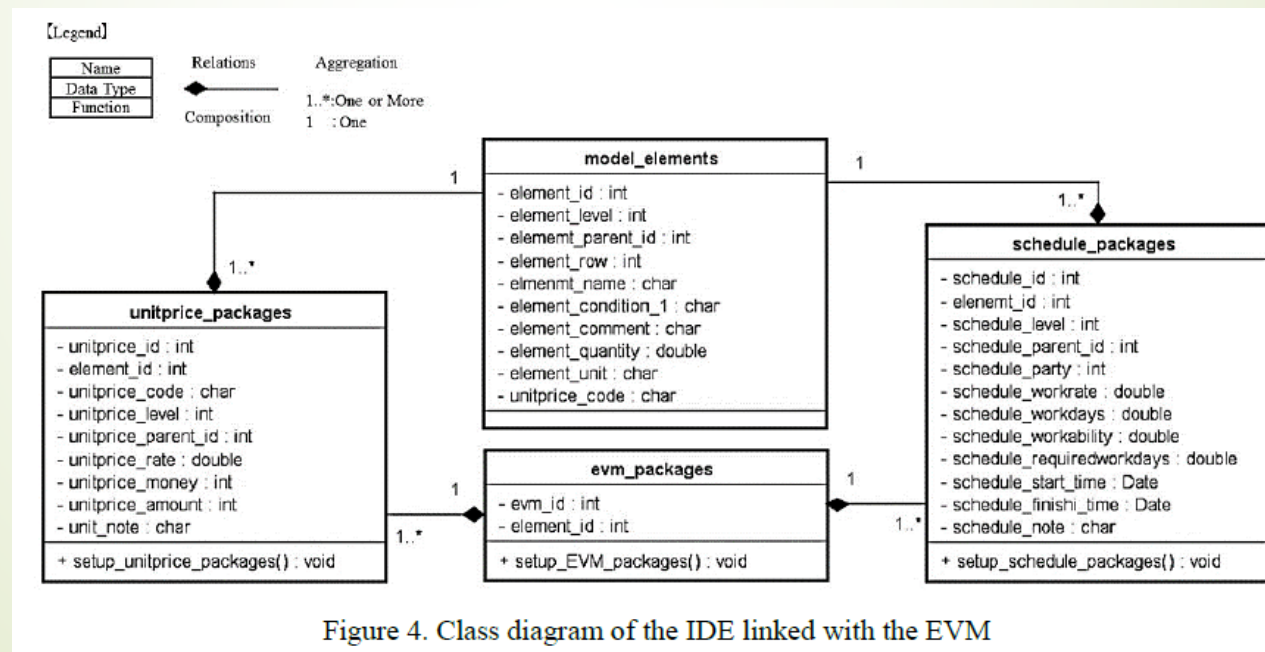 【Legend】
Name
Data Type
Function
Relations
Composition
Aggregation
1..*:One or More
1 :One
model_elements
- element_id : int
- element_level : int
- elememt_parent_id : int
- element_row : int
- elmenmt_name : char
- element_condition_1 : char
- element_comment : char
- element_quantity : double
- element_unit : char
- unitprice_code : char
1
1..*
1
1..*
unitprice_packages
- unitprice_id : int
- element_id : int
- unitprice_code : char
- unitprice_level : int
- unitprice_parent_id : int
- unitprice_rate : double
- unitprice_money : int
- unitprice_amount : int
- unit_note : char
+ setup_unitprice_packages() : void
1
1..*
evm_packages
- evm_id : int
- element_id : int
+ setup_EVM_packages() : void
1
1..*
schedule_packages
- schedule_id : int
- elenemt_id : int
- schedule_level : int
- schedule_parent_id : int
- schedule_party : int
- schedule_workrate : double
- schedule_workdays : double
- schedule_workability : double
- schedule_requiredworkdays : double
- schedule_start_time : Date
- schedule_finishi_time : Date
- schedule_note : char
+ setup_schedule_packages() : void
Figure 4. Class diagram of the IDE linked with the EVM